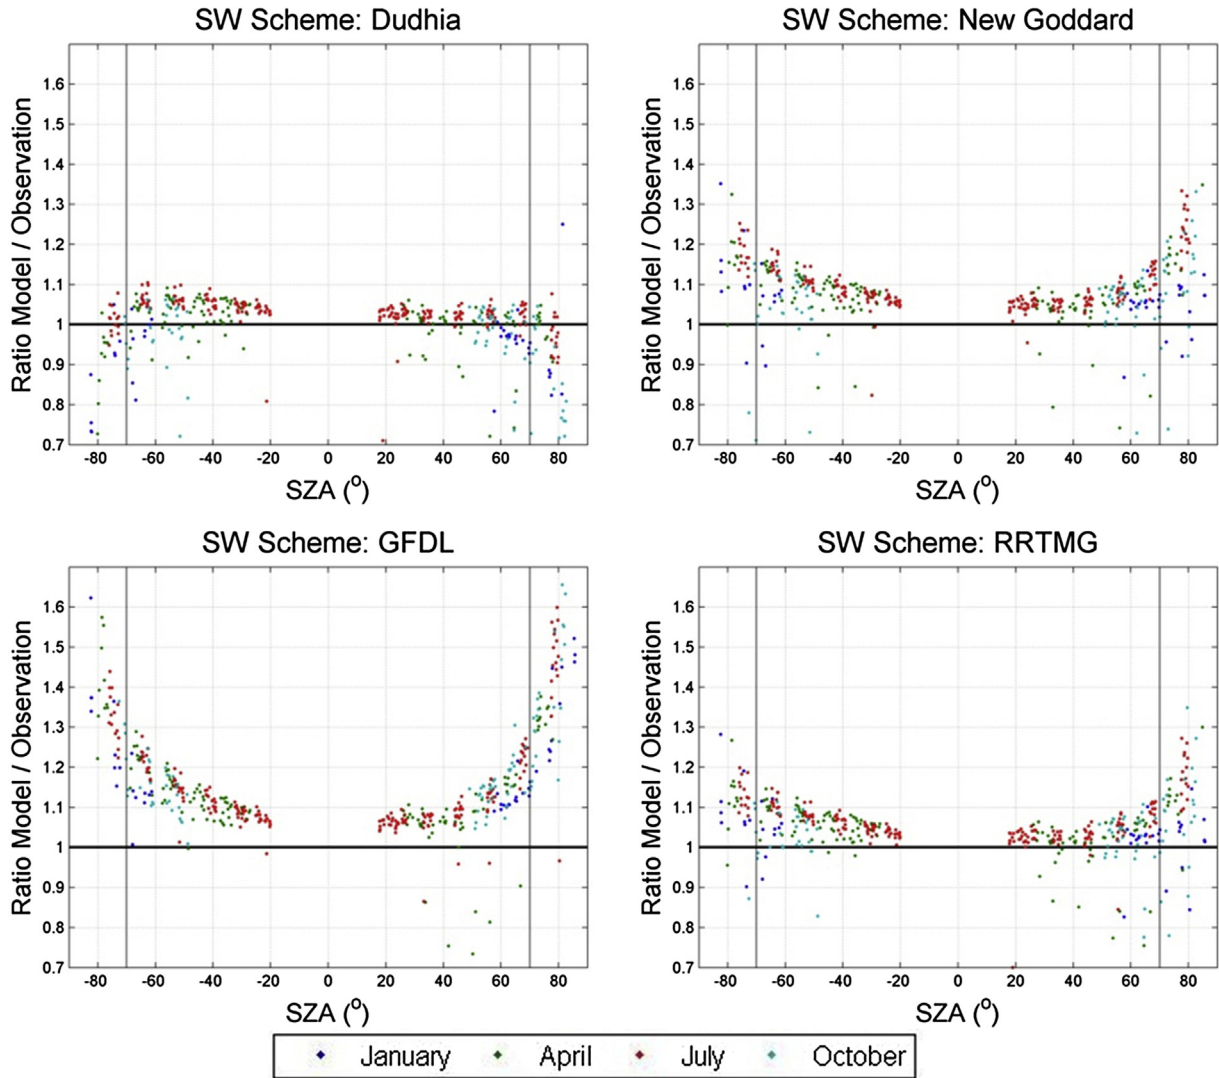 SW Scheme: Dudhia
Ratio Model / Observation
1.6
1.5
1.4
1.3
1.2
1.1
1
0.9
0.8
0.7
-80 -60 -40 -20 0 20 40 60 80
SZA (o)
SW Scheme: New Goddard
Ratio Model / Observation
1.6
1.5
1.4
1.3
1.2
1.1
1
0.9
0.8
0.7
-80 -60 -40 -20 0 20 40 60 80
SZA (o)
SW Scheme: GFDL
Ratio Model / Observation
1.6
1.5
1.4
1.3
1.2
1.1
1
0.9
0.8
0.7
-80 -60 -40 -20 0 20 40 60 80
SZA (o)
SW Scheme: RRTMG
Ratio Model / Observation
1.6
1.5
1.4
1.3
1.2
1.1
1
0.9
0.8
0.7
-80 -60 -40 -20 0 20 40 60 80
SZA (o)
January April July October